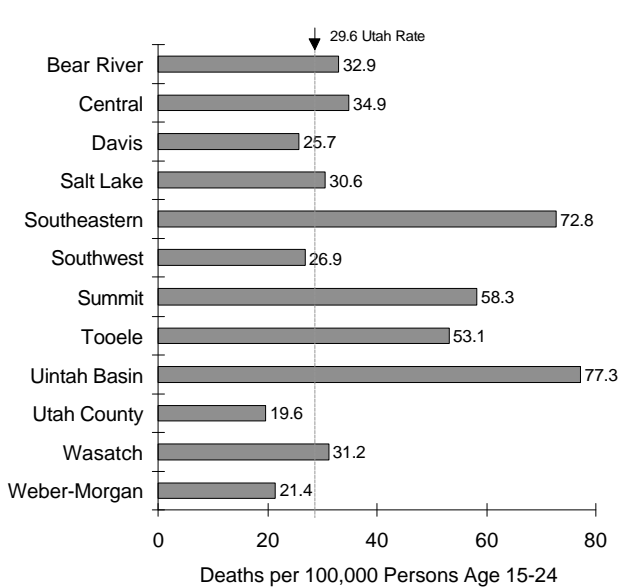 29.6 Utah Rate
Bear River 32.9
Central 34.9
Davis 25.7
Salt Lake 30.6
Southeastern 72.8
Southwest 26.9
Summit 58.3
Tooele 53.1
Uintah Basin 77.3
Utah County 19.6
Wasatch 31.2
Weber-Morgan 21.4
0 20 40 60 80
Deaths per 100,000 Persons Age 15-24